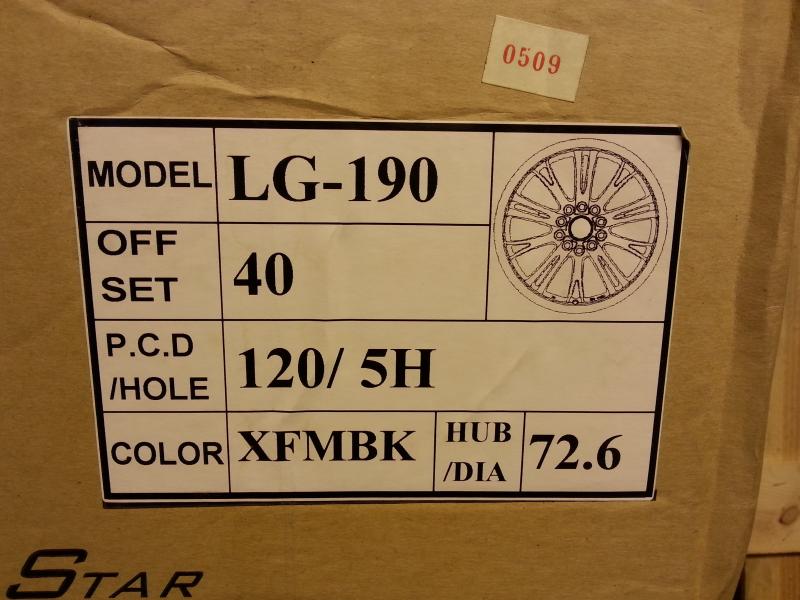 0509
MODEL LG-190
OFF
SET 40
P.C.D
/HOLE 120/ 5H
COLOR XFMBK HUB
/DIA 72.6
STAR